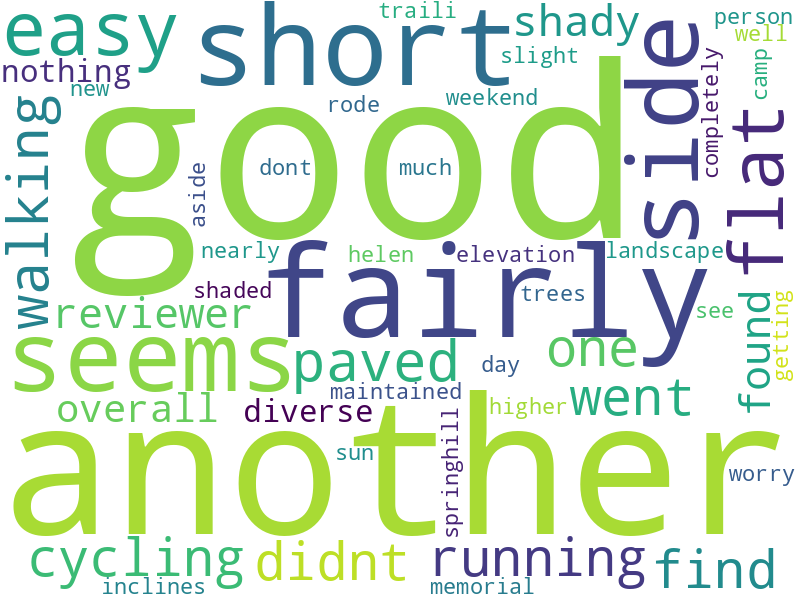 easy
short
traili
shady
person
well
nothing
new
slight
camp
completely
side
flat
rode
weekend
walking
good
aside
dont
much
nearly
helen
elevation
landscape
fairly
shaded
trees
see
reviewer
getting
found
seems
paved
one
day
went
maintained
overall
diverse
higher
springhill
another
sun
worry
cycling
didnt
running
find
inclines
memorial